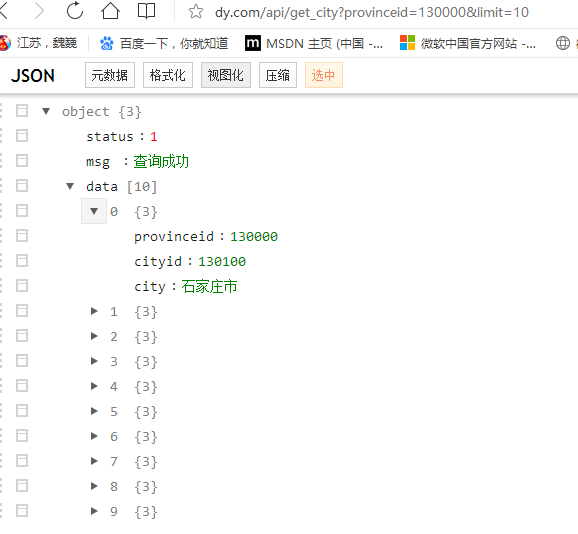 dy.com/api/get_city?provinceid=130000&limit=10
江苏，魏巍 百度一下，你就知道 m MSDN 主页 (中国 -... 微软中国官方网站 -...
JSON 元数据 格式化 视图化 压缩 选中
object {3}
status : 1
msg : 查询成功
data [10]
0 {3}
provinceid : 130000
cityid : 130100
city : 石家庄市
1 {3}
2 {3}
3 {3}
4 {3}
5 {3}
6 {3}
7 {3}
8 {3}
9 {3}